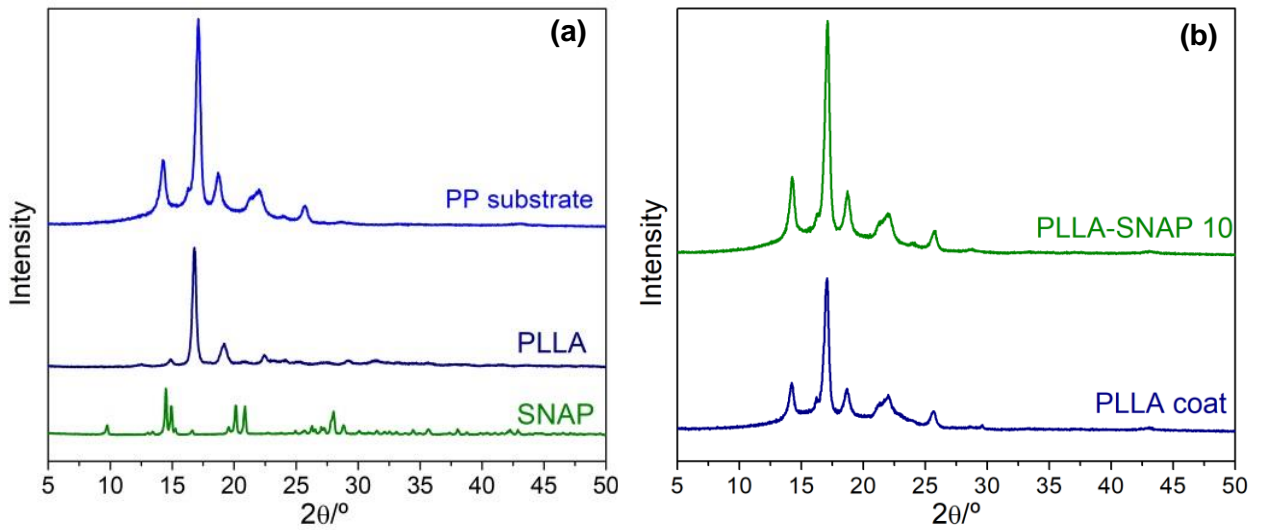 (a)
PP substrate
PLLA
SNAP
Intensity
5 10 15 20 25 30 35 40 45 50
2θ/º
(b)
PLLA-SNAP 10
PLLA coat
Intensity
5 10 15 20 25 30 35 40 45 50
2θ/º